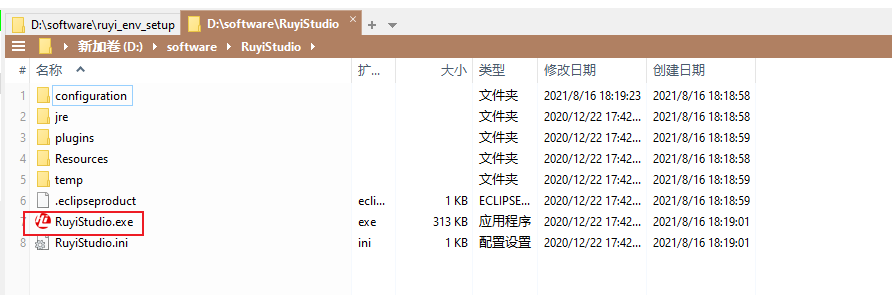 D:\software\ruyi_env_setup D:\software\RuyiStudio
新加卷 (D:) software RuyiStudio
# 名称 扩... 大小 类型 修改日期 创建日期
1 configuration 文件夹 2021/8/16 18:19:23 2021/8/16 18:18:58
2 jre 文件夹 2020/12/22 17:42... 2021/8/16 18:18:58
3 plugins 文件夹 2020/12/22 17:42... 2021/8/16 18:18:59
4 Resources 文件夹 2020/12/22 17:42... 2021/8/16 18:18:59
5 temp 文件夹 2020/12/22 17:42... 2021/8/16 18:18:59
6 .eclipseproduct ecli... 1 KB ECLIPSE... 2020/12/22 17:42... 2021/8/16 18:18:59
7 RuyiStudio.exe exe 313 KB 应用程序 2020/12/22 17:42... 2021/8/16 18:19:01
8 RuyiStudio.ini ini 1 KB 配置设置 2020/12/22 17:42... 2021/8/16 18:19:01